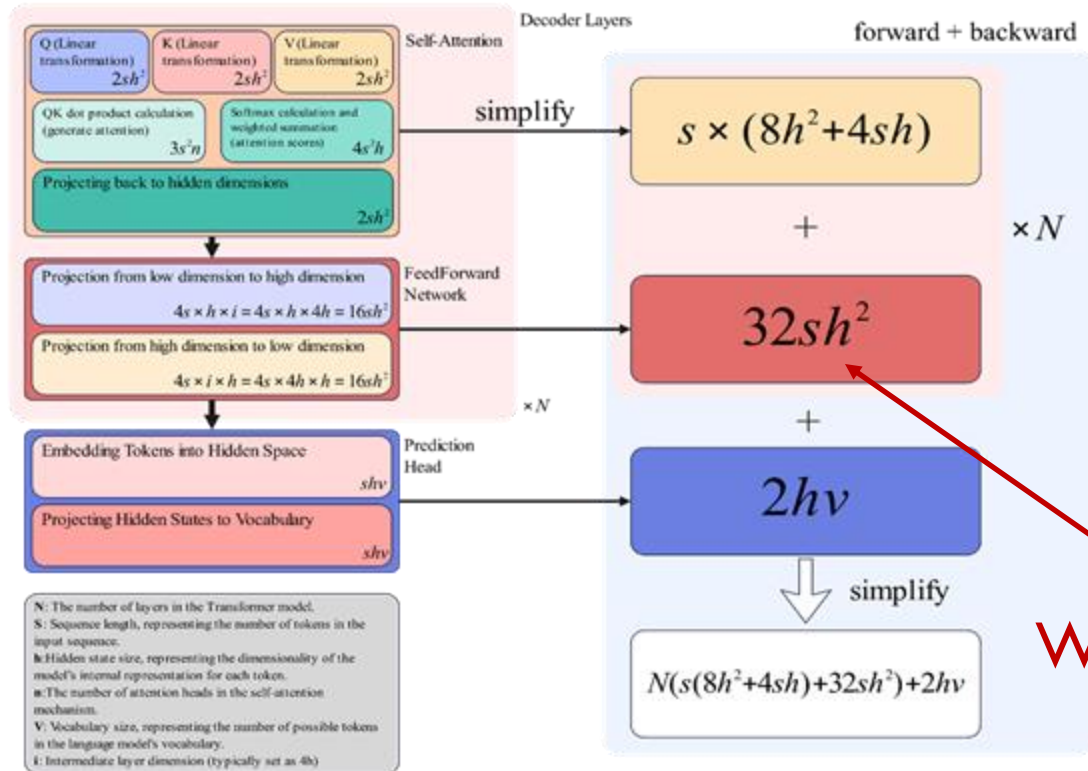 Decoder Layers
Self-Attention
Q (Linear
transformation)
2sh²
K (Linear
transformation)
2sh²
V (Linear
transformation)
2sh²
QK dot product calculation
(generate attention)
3s²n
Softmax calculation and
weighted summation
(attention scores)
4s²h
Projecting back to hidden dimensions
2sh²
FeedForward
Network
Projection from low dimension to high dimension
4s × h × i = 4s × h × 4h = 16sh²
Projection from high dimension to low dimension
4s × i × h = 4s × 4h × h = 16sh²
× N
Prediction
Head
Embedding Tokens into Hidden Space
shv
Projecting Hidden States to Vocabulary
shv
N: The number of layers in the Transformer model.
S: Sequence length, representing the number of tokens in the
input sequence.
h:Hidden state size, representing the dimensionality of the
model's internal representation for each token.
n:The number of attention heads in the self-attention
mechanism.
V: Vocabulary size, representing the number of possible tokens
in the language model's vocabulary.
i: Intermediate layer dimension (typically set as 4h)
simplify
forward + backward
s × (8h²+4sh)
+
× N
32sh²
+
2hv
simplify
N(s(8h²+4sh)+32sh²)+2hv
W